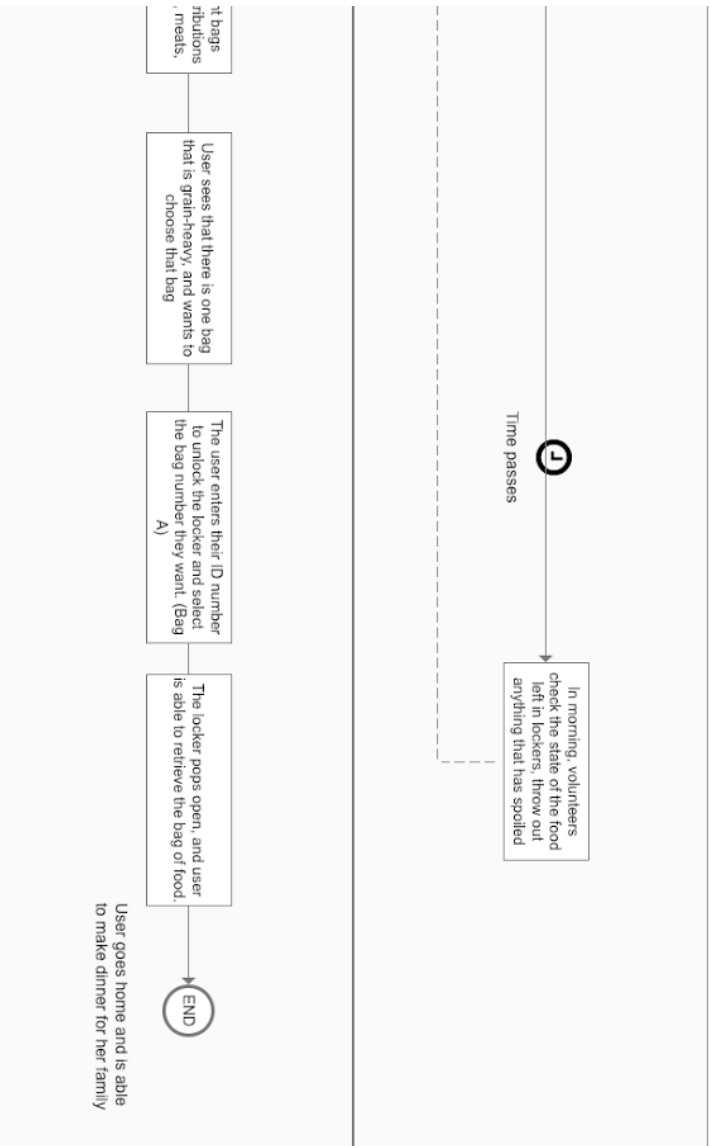 Time passes
In morning, volunteers
check the state of the food
left in lockers, throw out
anything that has spoiled
nt bags
ributions
, meats,
User sees that there is one bag
that is grain-heavy, and wants to
choose that bag
The user enters their ID number
to unlock the locker and select
the bag number they want. (Bag
A)
The locker pops open, and user
is able to retrieve the bag of food.
END
User goes home and is able
to make dinner for her family